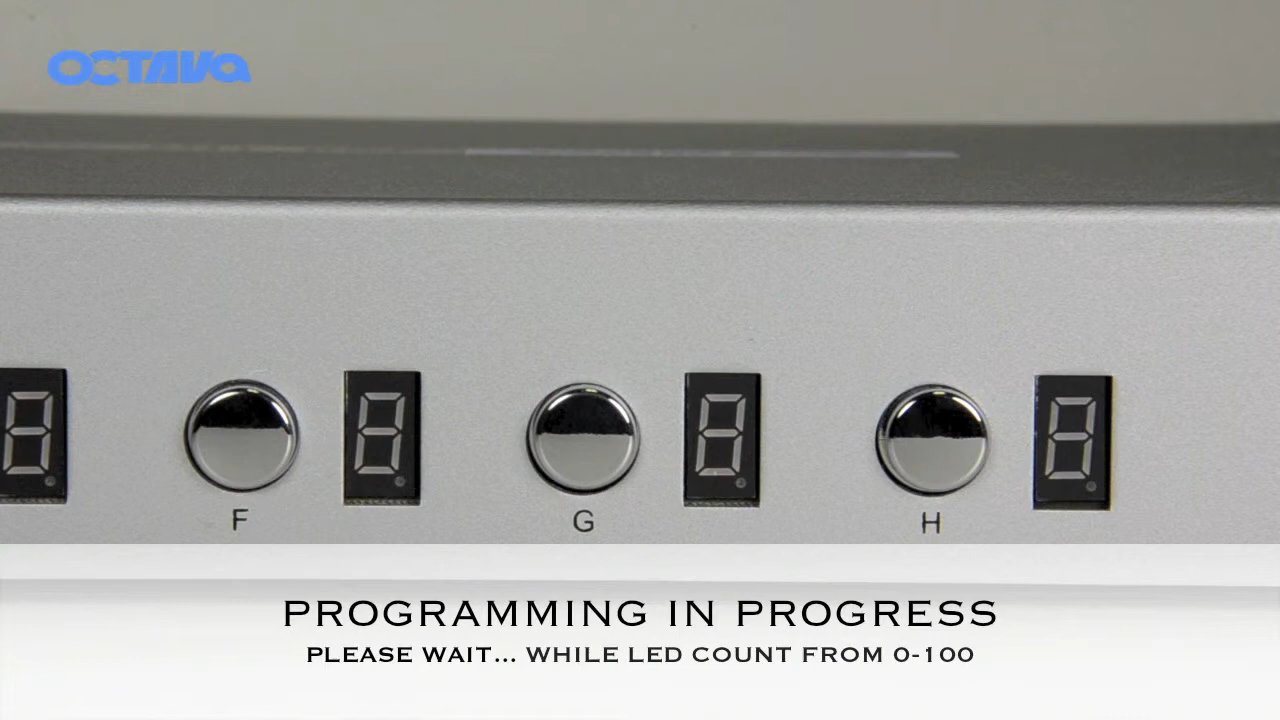 OCTAVA
F G H
PROGRAMMING IN PROGRESS
PLEASE WAIT... WHILE LED COUNT FROM 0-100